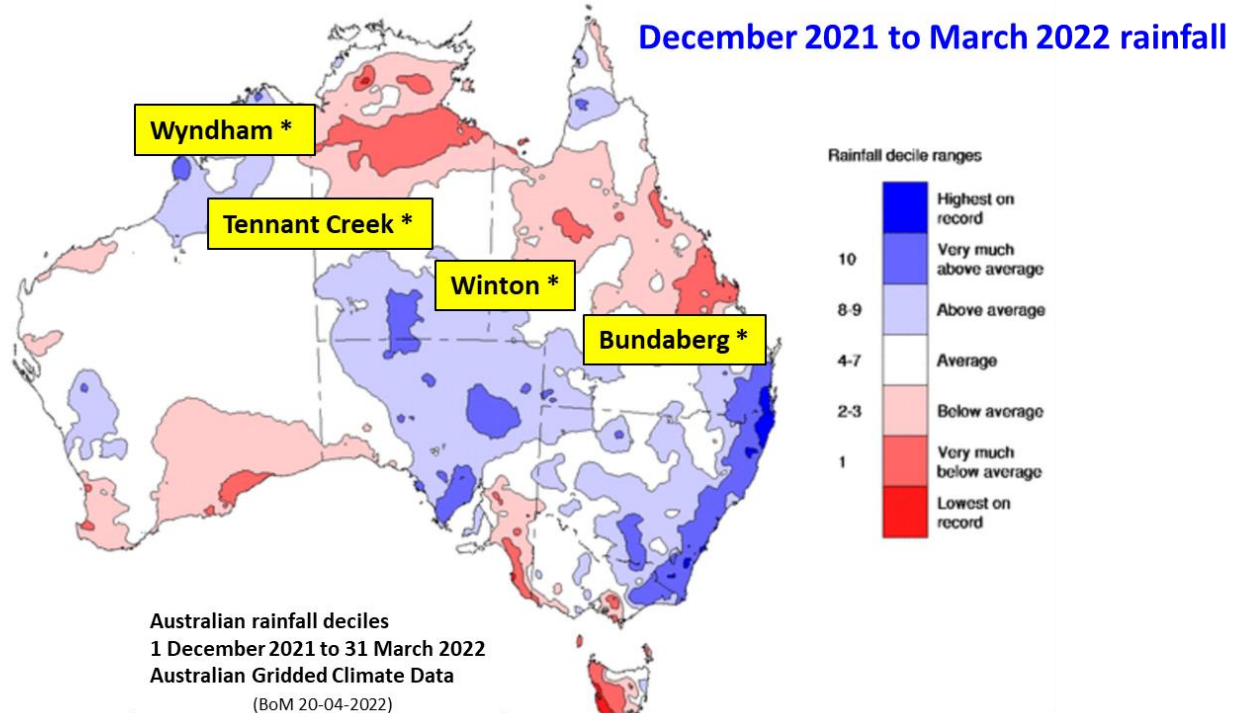 December 2021 to March 2022 rainfall
Wyndham *
Tennant Creek *
Winton *
Bundaberg *
Rainfall decile ranges
Highest on
record
10
Very much
above average
8-9
Above average
4-7
Average
2-3
Below average
1
Very much
below average
Lowest on
record
Australian rainfall deciles
1 December 2021 to 31 March 2022
Australian Gridded Climate Data
(BoM 20-04-2022)